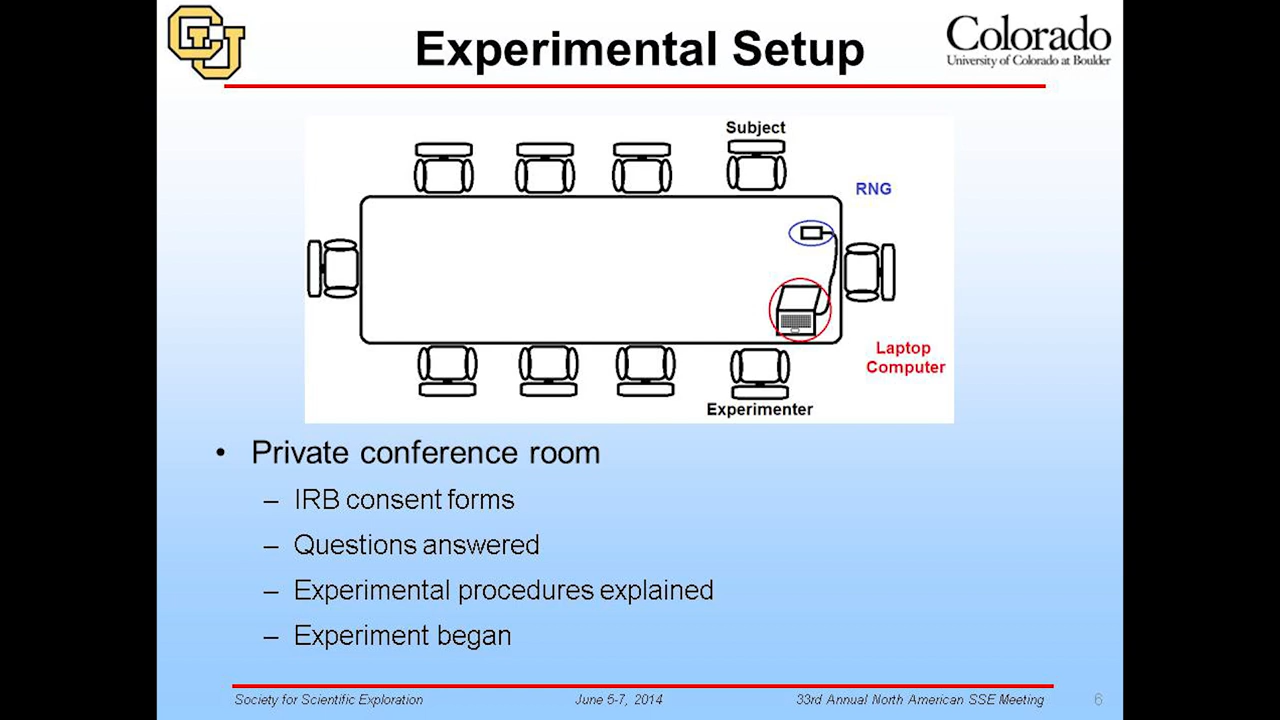 CU
Experimental Setup
Colorado
University of Colorado at Boulder
Subject
RNG
Laptop
Computer
Experimenter
• Private conference room
– IRB consent forms
– Questions answered
– Experimental procedures explained
– Experiment began
Society for Scientific Exploration June 5-7, 2014 33rd Annual North American SSE Meeting 6